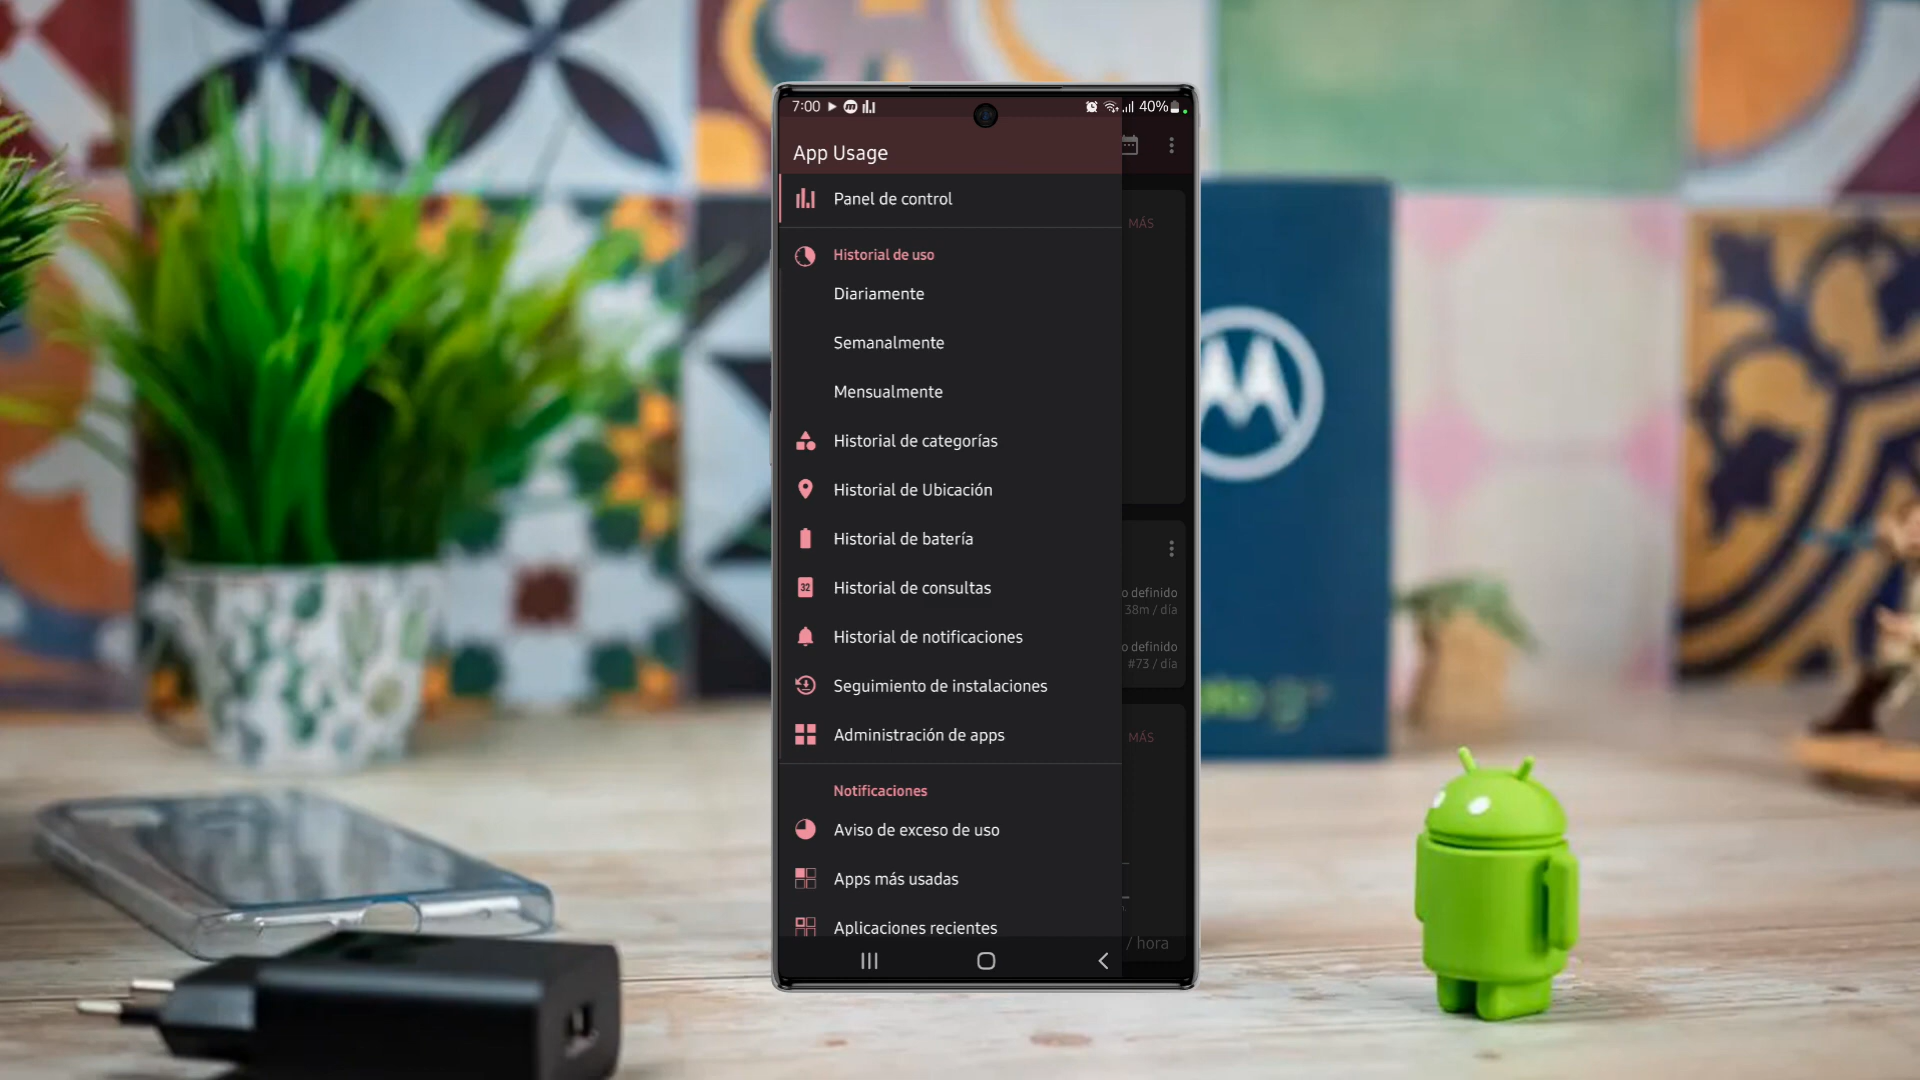 7:00
40%
App Usage
Panel de control
MÁS
Historial de uso
Diariamente
Semanalmente
Mensualmente
Historial de categorías
Historial de Ubicación
Historial de batería
Historial de consultas
32
o definido
38m / día
Historial de notificaciones
o definido
#73 / día
Seguimiento de instalaciones
Administración de apps
MÁS
Notificaciones
Aviso de exceso de uso
Apps más usadas
Aplicaciones recientes
/ hora